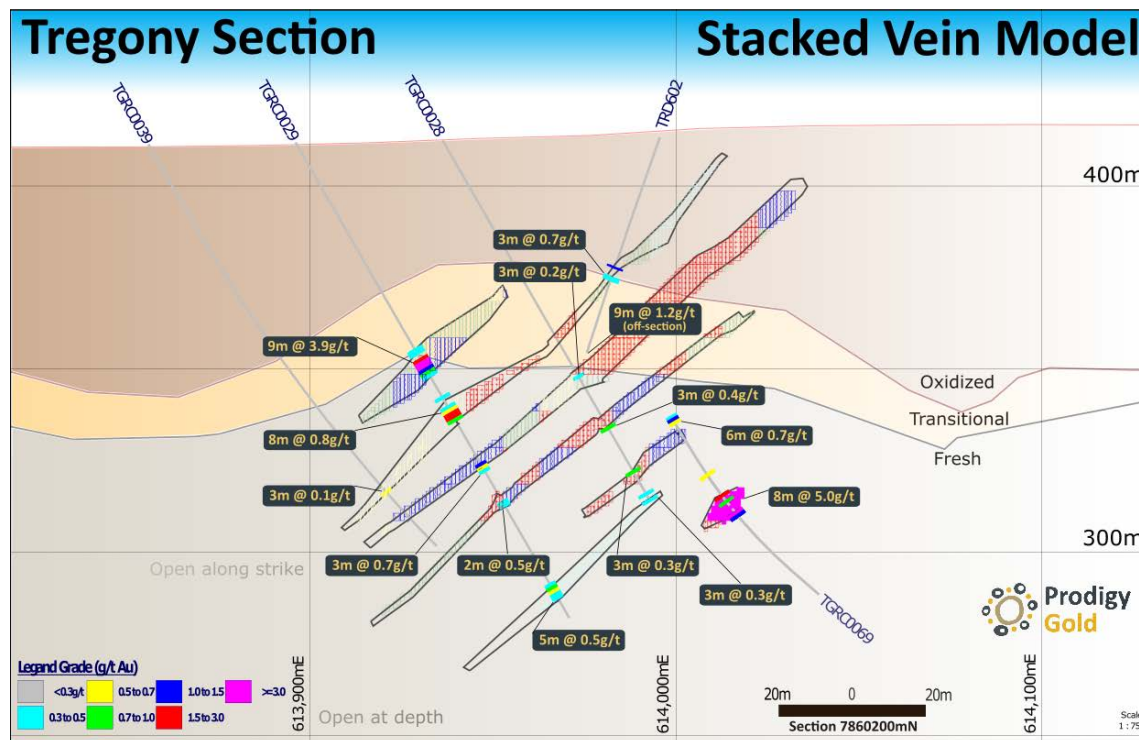 Tregony Section
Stacked Vein Model
TGRC0039
TGRC0029
TGRC0028
TRD602
400m
3m @ 0.7g/t
3m @ 0.2g/t
9m @ 1.2g/t
(off-section)
9m @ 3.9g/t
Oxidized
3m @ 0.4g/t
Transitional
8m @ 0.8g/t
6m @ 0.7g/t
Fresh
3m @ 0.1g/t
8m @ 5.0g/t
300m
Open along strike
3m @ 0.7g/t
2m @ 0.5g/t
3m @ 0.3g/t
3m @ 0.3g/t
TGRC0069
Prodigy
Gold
5m @ 0.5g/t
Legand Grade (g/t Au)
<0.3g/t
0.5 to 0.7
1.0 to 1.5
>=3.0
0.3 to 0.5
0.7 to 1.0
1.5 to 3.0
613,900mE
Open at depth
614,000mE
20m
0
20m
Section 7860200mN
614,100mE
Scale
1 : 75